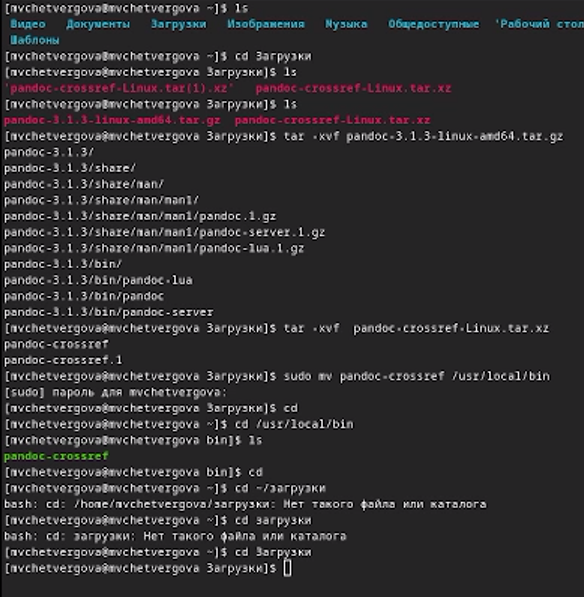 [mvchetvergova@mvchetvergova ~]$ ls
Видео Документы Загрузки Изображения Музыка Общедоступные 'Рабочий стол
Шаблоны
[mvchetvergova@mvchetvergova ~]$ cd Загрузки
[mvchetvergova@mvchetvergova Загрузки]$ ls
'pandoc-crossref-Linux.tar(1).xz' pandoc-crossref-Linux.tar.xz
[mvchetvergova@mvchetvergova Загрузки]$ ls
pandoc-3.1.3-linux-amd64.tar.gz pandoc-crossref-Linux.tar.xz
[mvchetvergova@mvchetvergova Загрузки]$ tar -xvf pandoc-3.1.3-linux-amd64.tar.gz
pandoc-3.1.3/
pandoc-3.1.3/share/
pandoc-3.1.3/share/man/
pandoc-3.1.3/share/man/man1/
pandoc-3.1.3/share/man/man1/pandoc.1.gz
pandoc-3.1.3/share/man/man1/pandoc-server.1.gz
pandoc-3.1.3/share/man/man1/pandoc-lua.1.gz
pandoc-3.1.3/bin/
pandoc-3.1.3/bin/pandoc-lua
pandoc-3.1.3/bin/pandoc
pandoc-3.1.3/bin/pandoc-server
[mvchetvergova@mvchetvergova Загрузки]$ tar -xvf pandoc-crossref-Linux.tar.xz
pandoc-crossref
pandoc-crossref.1
[mvchetvergova@mvchetvergova Загрузки]$ sudo mv pandoc-crossref /usr/local/bin
[sudo] пароль для mvchetvergova:
[mvchetvergova@mvchetvergova Загрузки]$ cd
[mvchetvergova@mvchetvergova ~]$ cd /usr/local/bin
[mvchetvergova@mvchetvergova bin]$ ls
pandoc-crossref
[mvchetvergova@mvchetvergova bin]$ cd
[mvchetvergova@mvchetvergova ~]$ cd ~/загрузки
bash: cd: /home/mvchetvergova/загрузки: Нет такого файла или каталога
[mvchetvergova@mvchetvergova ~]$ cd загрузки
bash: cd: загрузки: Нет такого файла или каталога
[mvchetvergova@mvchetvergova ~]$ cd Загрузки
[mvchetvergova@mvchetvergova Загрузки]$